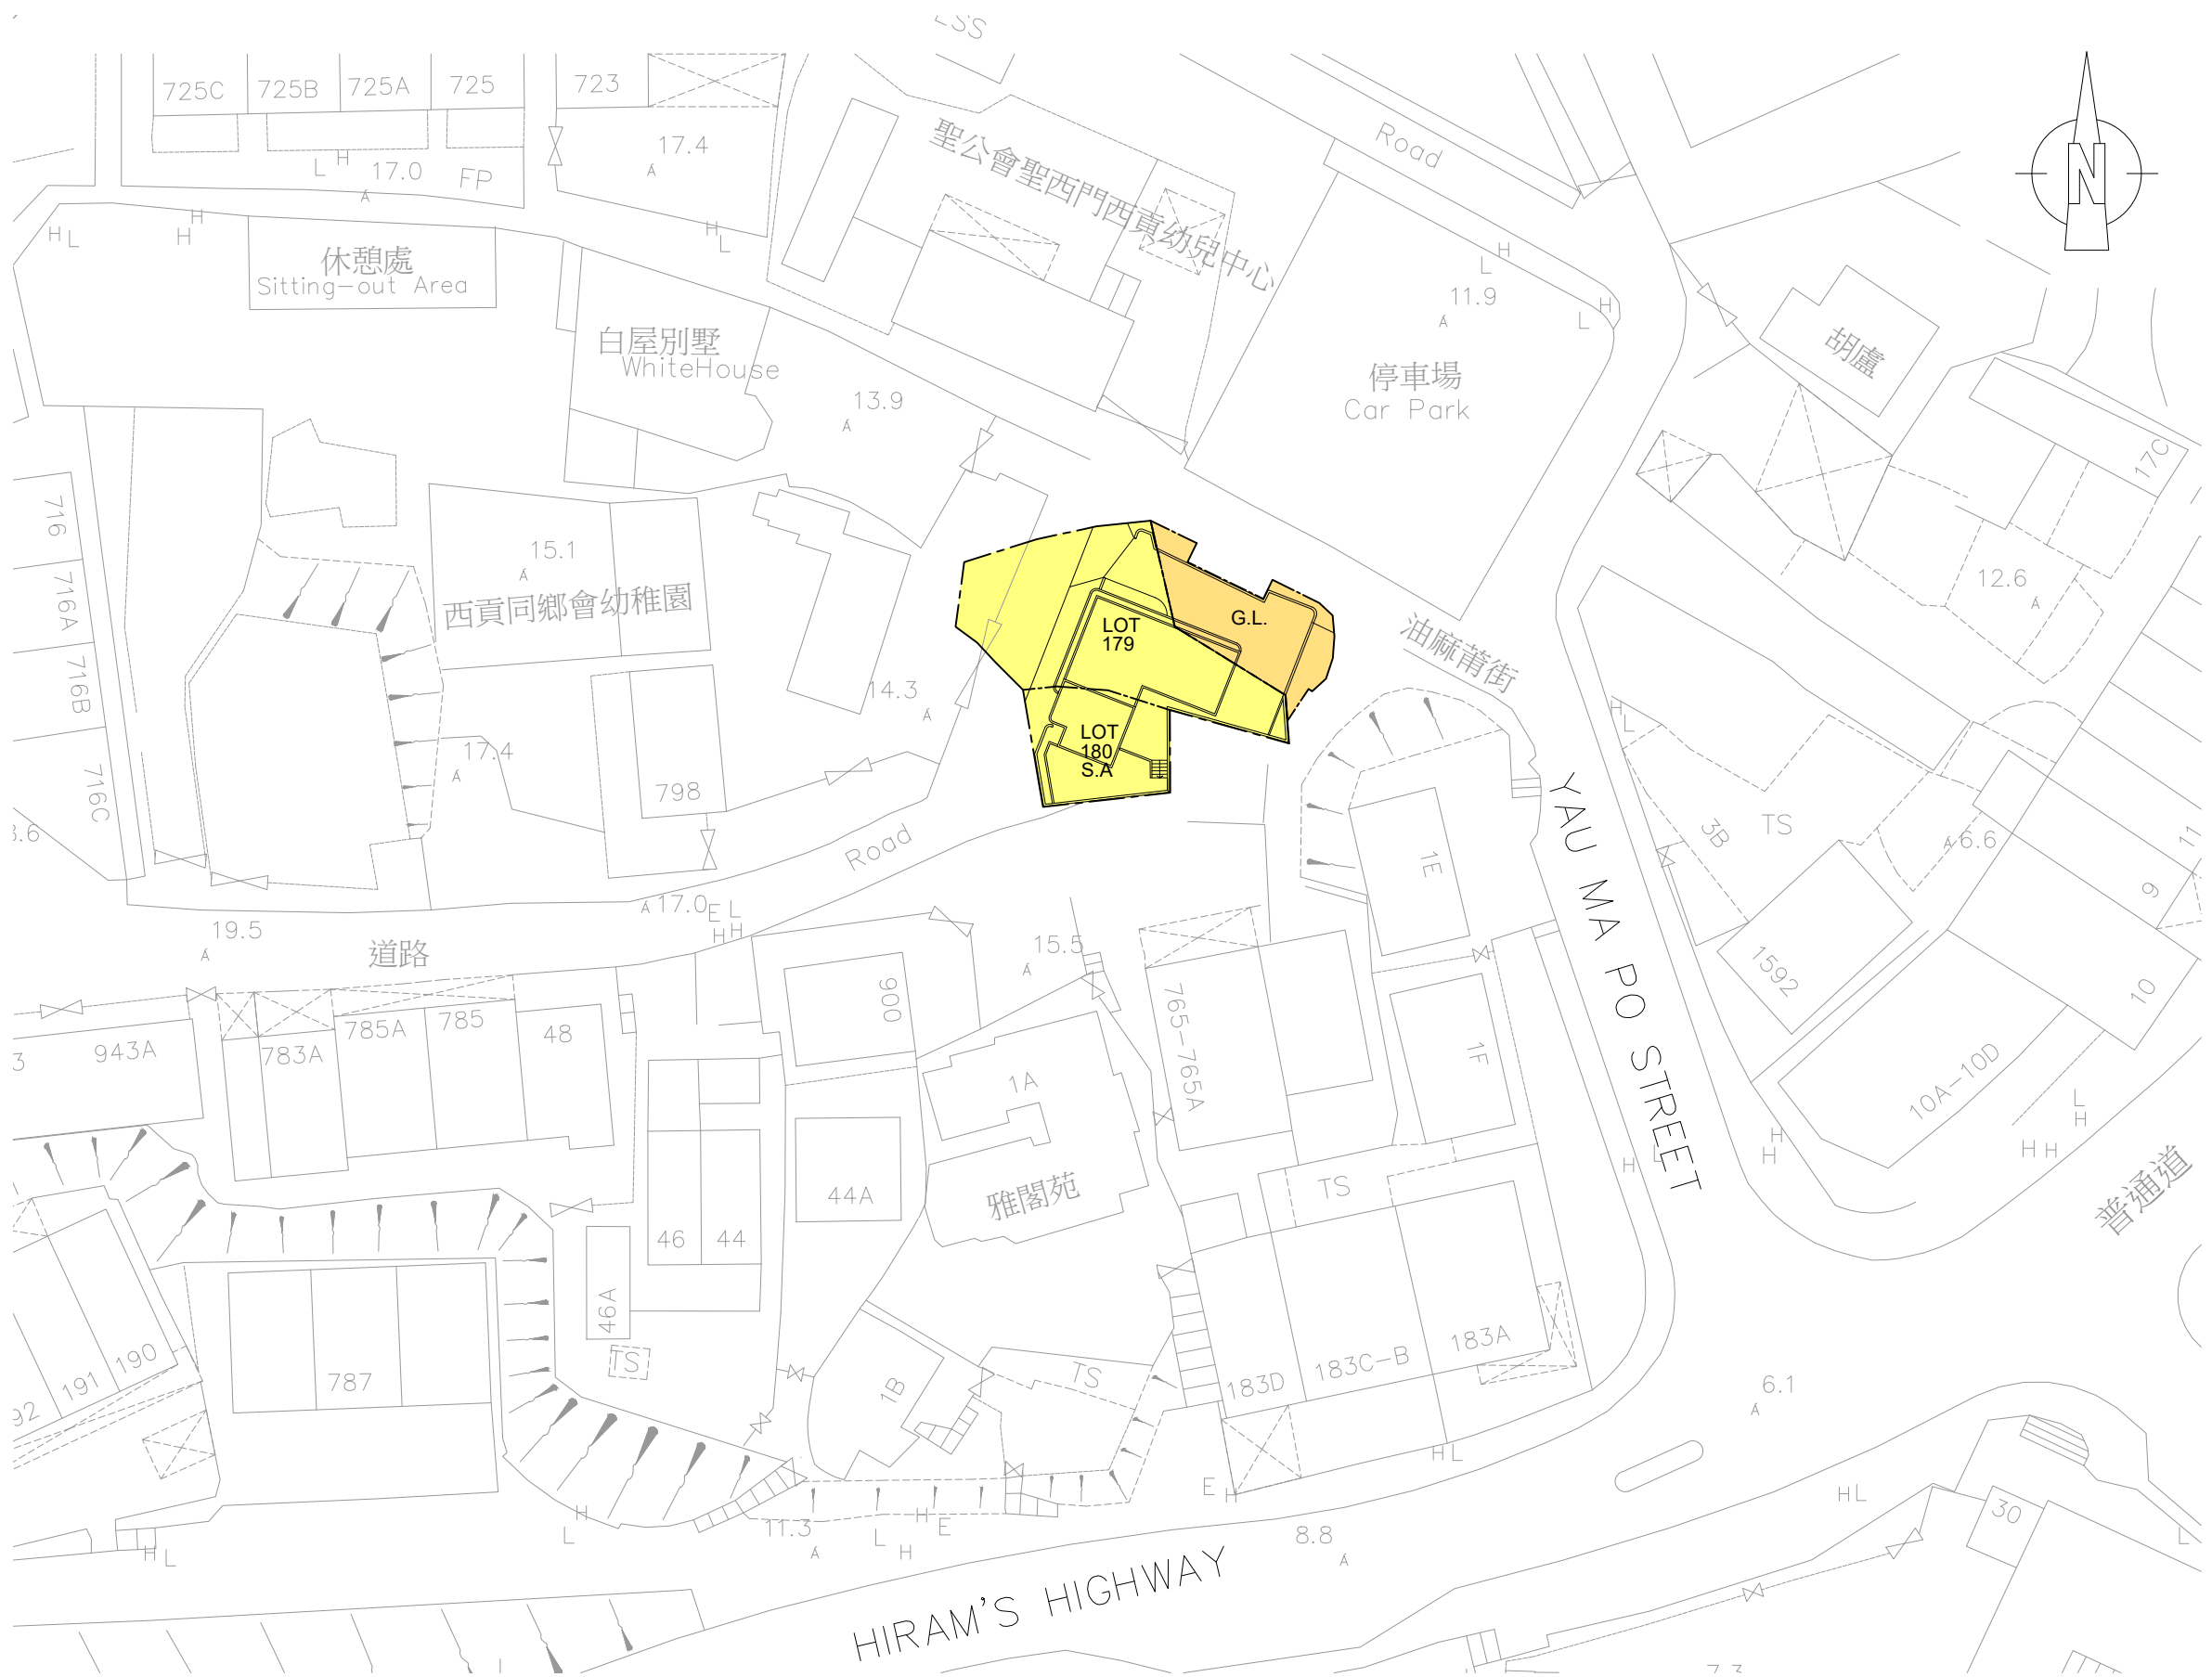 ESS
725C
725B
725A
725
723
17.4
17.0
FP
L
H
H
H
H
L
H
L
休憩處
Sitting-out Area
白屋別墅
WhiteHouse
聖公會聖西門西貢幼兒中心
Road
N
H
L
11.9
H
L
停車場
Car Park
胡廬
17C
13.9
15.1
西貢同鄉會幼稚園
716
716A
716B
716C
14.3
17.4
798
LOT
179
G.L.
LOT
180
S.A
油麻莆街
12.6
H
L
3B
TS
6.6
11
9
10
YAU MA PO STREET
1E
Road
17.0
E
L
H
H
19.5
道路
15.5
900
943A
783A
785A
785
48
1A
765-765A
1F
1592
10A-10D
L
H
H
H
H
H
H
普通道
雅閣苑
TS
44A
46
44
46A
TS
787
190
191
92
1B
TS
183D
183C-B
183A
6.1
H
L
E
H
H
L
11.3
L
H
H
E
8.8
H
L
H
L
30
L
HIRAM'S HIGHWAY
7.3